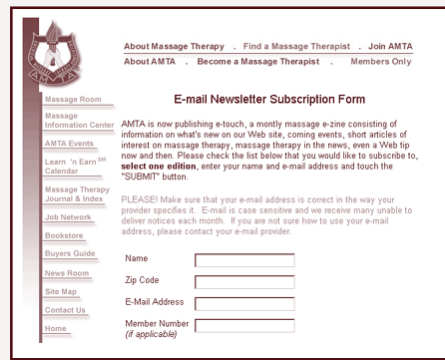 AMTA
About Massage Therapy . Find a Massage Therapist . Join AMTA
About AMTA . Become a Massage Therapist . Members Only
Massage Room
Massage
Information Center
AMTA Events
Learn 'n Earn SM
Calendar
Massage Therapy
Journal & Index
Job Network
Bookstore
Buyers Guide
News Room
Site Map
Contact Us
Home
E-mail Newsletter Subscription Form
AMTA is now publishing e-touch, a montly massage e-zine consisting of
information on what's new on our Web site, coming events, short articles of
interest on massage therapy, massage therapy in the news, even a Web tip
now and then. Please check the list below that you would like to subscribe to,
select one edition, enter your name and e-mail address and touch the
"SUBMIT" button.
PLEASE! Make sure that your e-mail address is correct in the way your
provider specifies it. E-mail is case sensitive and we receive many unable to
deliver notices each month. If you are not sure how to use your e-mail
address, please contact your e-mail provider.
Name
Zip Code
E-Mail Address
Member Number
(if applicable)